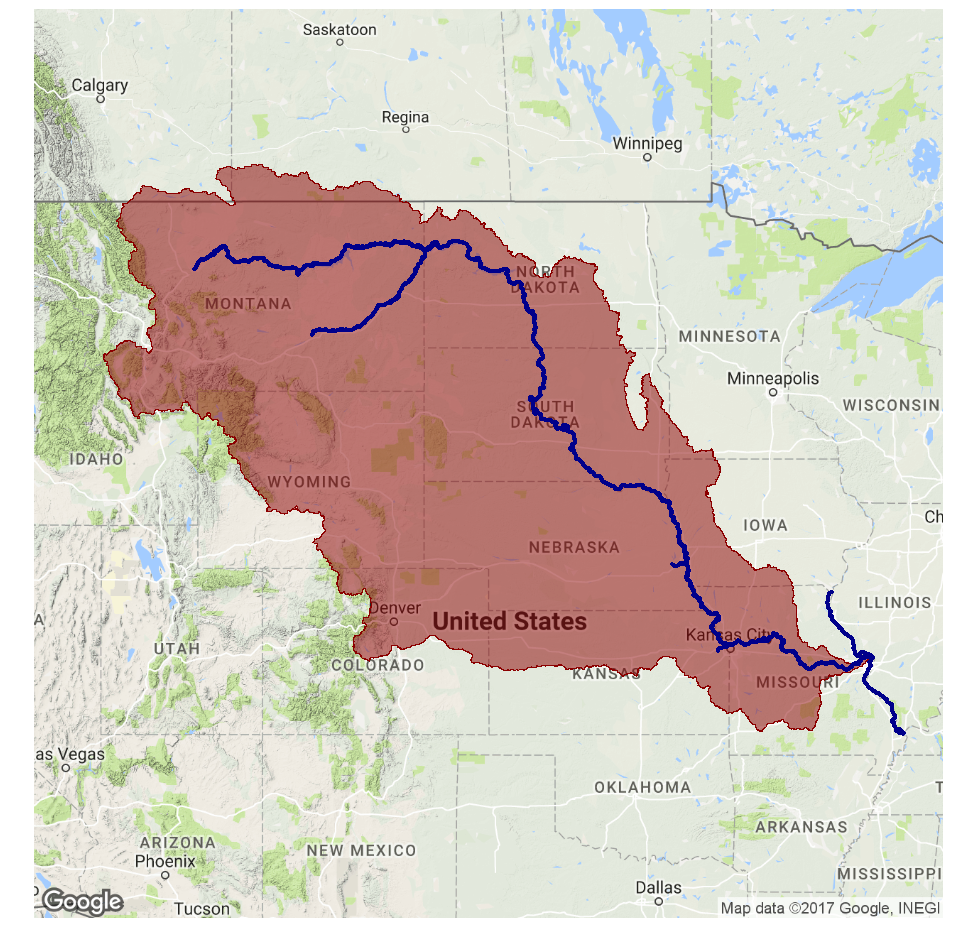 Saskatoon
Calgary
Regina
Winnipeg
NORTH
DAKOTA
MONTANA
MINNESOTA
Minneapolis
WISCONSIN
SOUTH
DAKOTA
IDAHO
WYOMING
Ch
IOWA
NEBRASKA
ILLINOIS
Denver
United States
A
Kansas City
UTAH
COLORADO
KANSAS
MISSOURI
as Vegas
OKLAHOMA
T
ARKANSAS
ARIZONA
NEW MEXICO
Phoenix
MISSISSIPPI
Dallas
Google
Tucson
Map data ©2017 Google, INEGI